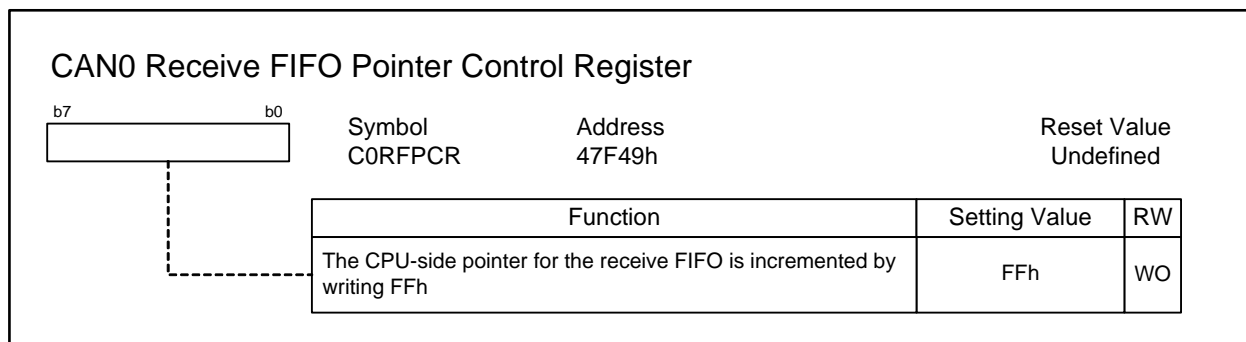 CAN0 Receive FIFO Pointer Control Register
b7 b0
Symbol Address Reset Value
C0RFPCR 47F49h Undefined
Function Setting Value RW
The CPU-side pointer for the receive FIFO is incremented by
writing FFh
FFh WO